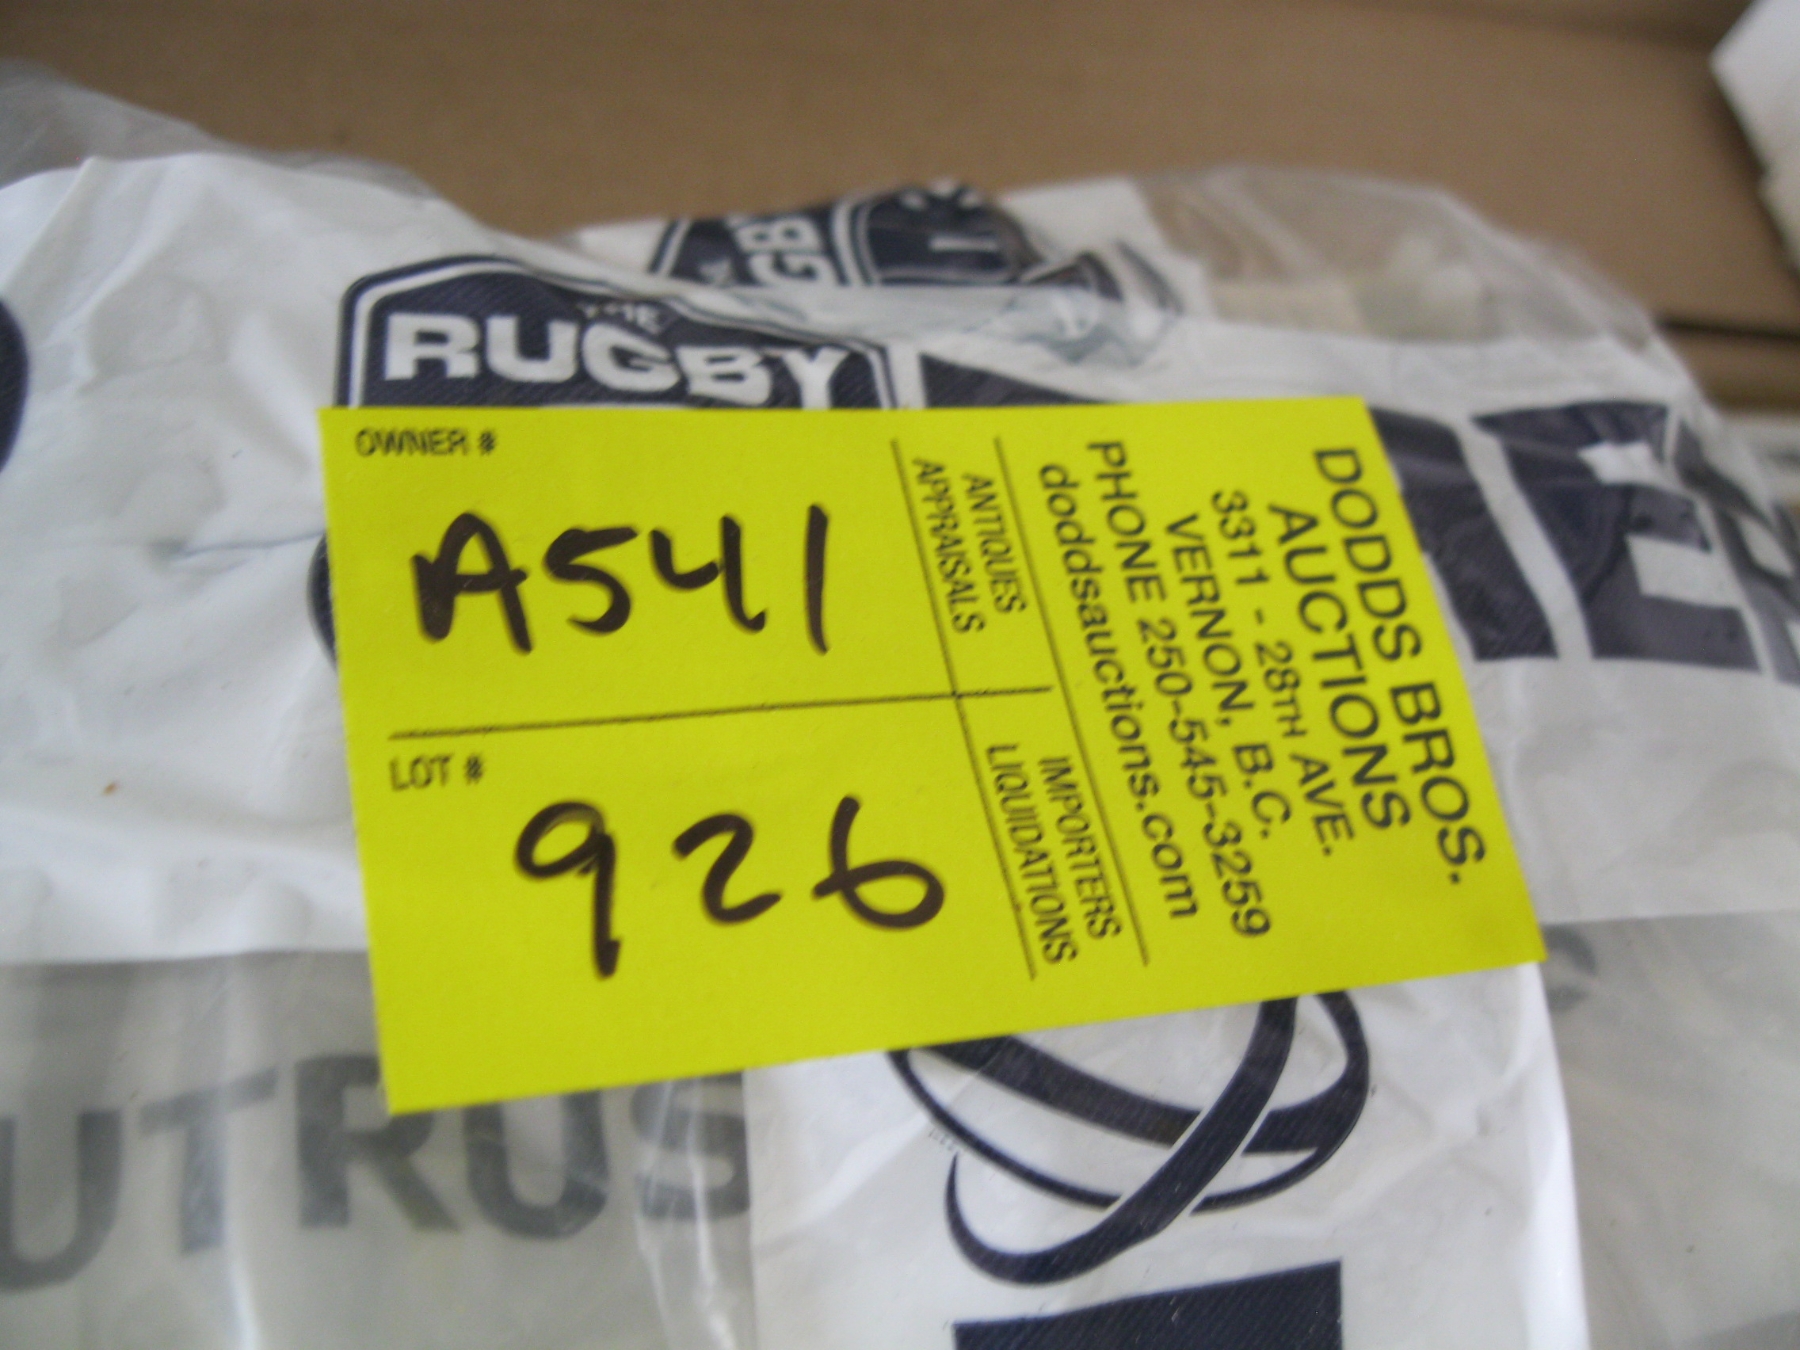 THE
RUGBY
OWNER #
A541
LOT #
926
ANTIQUES
APPRAISALS
IMPORTERS
LIQUIDATIONS
DODDS BROS.
AUCTIONS
3311 - 28TH AVE.
VERNON, B.C.
PHONE 250-545-3259
doddsauctions.com
UTRUS